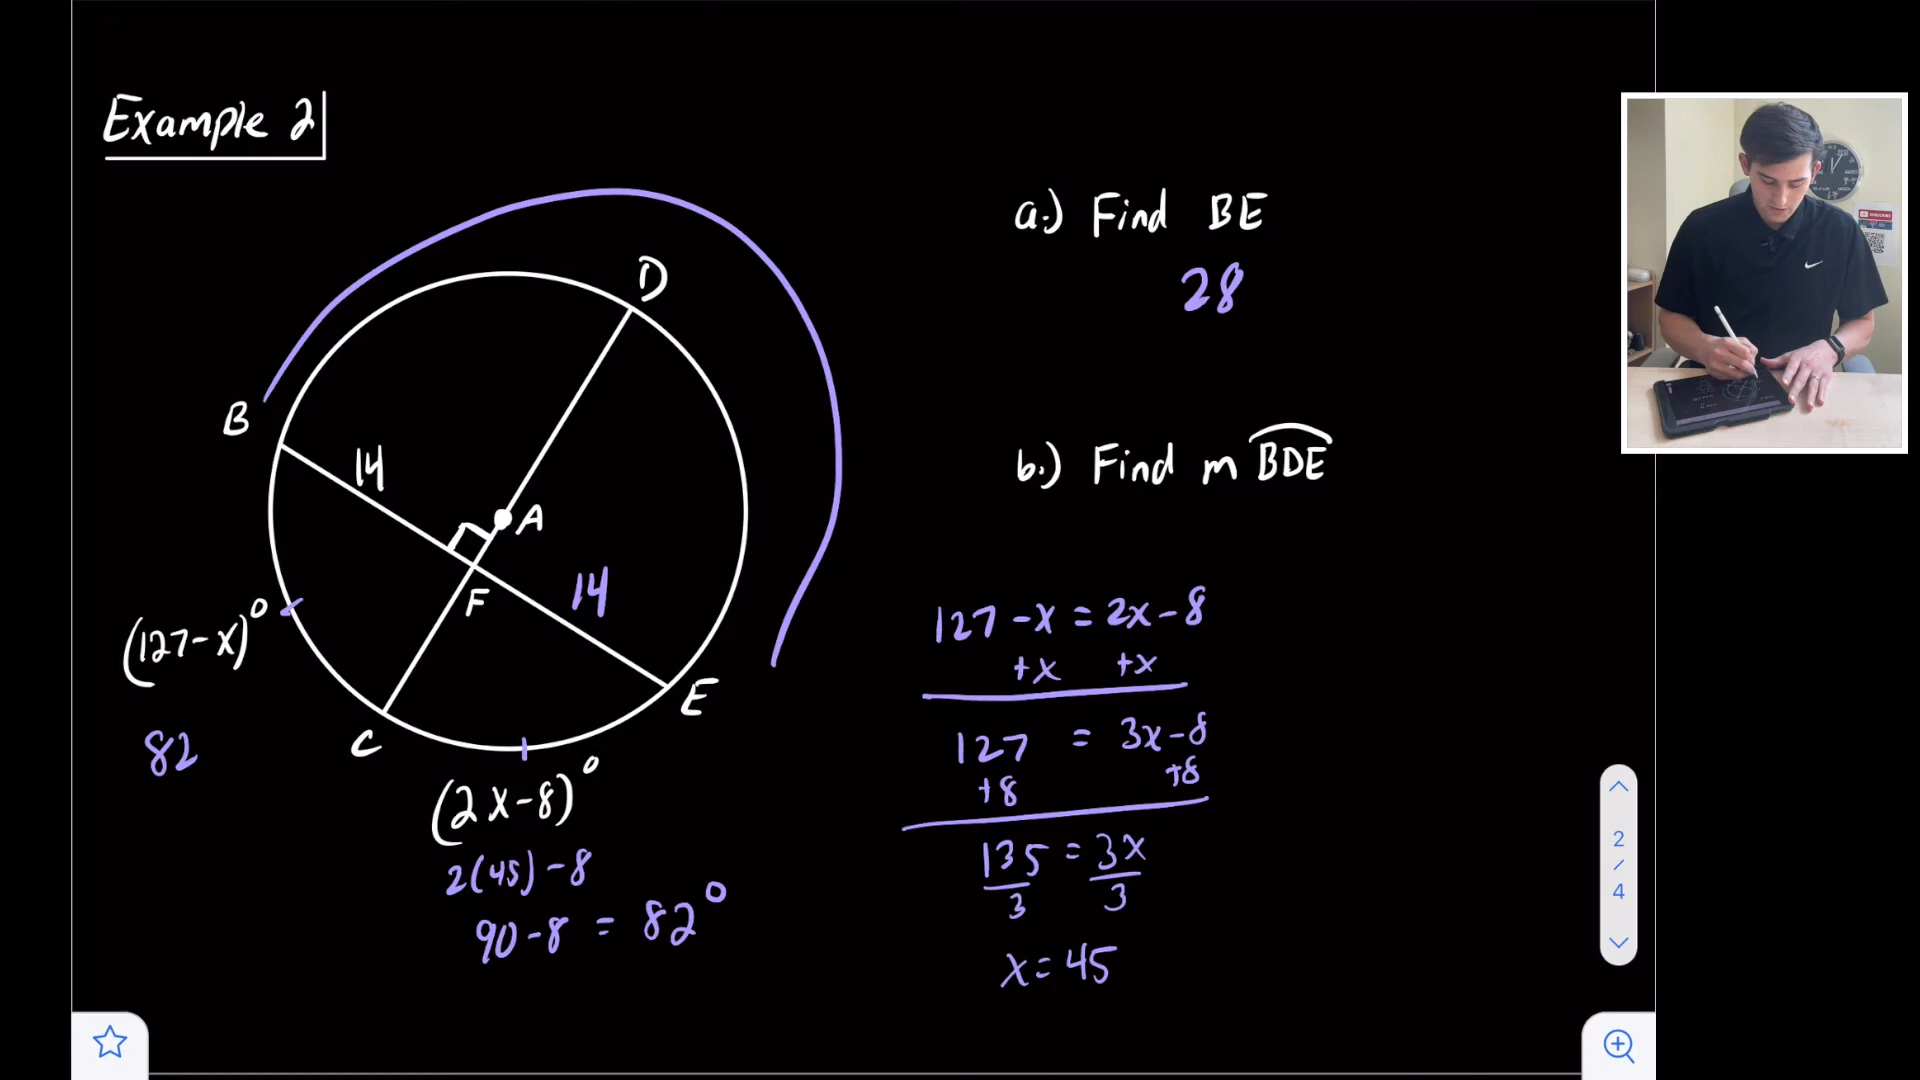 Example 2
D
B
14
A
F
14
E
C
(127-x)°
82
(2x-8)°
2(45)-8
90-8 = 82°
a.) Find BE
28
b.) Find m BDE
127-x = 2x-8
+x +x
127 = 3x-8
+8 +8
135 = 3x
3 3
x = 45
2
/
4
SUBSCRIBE